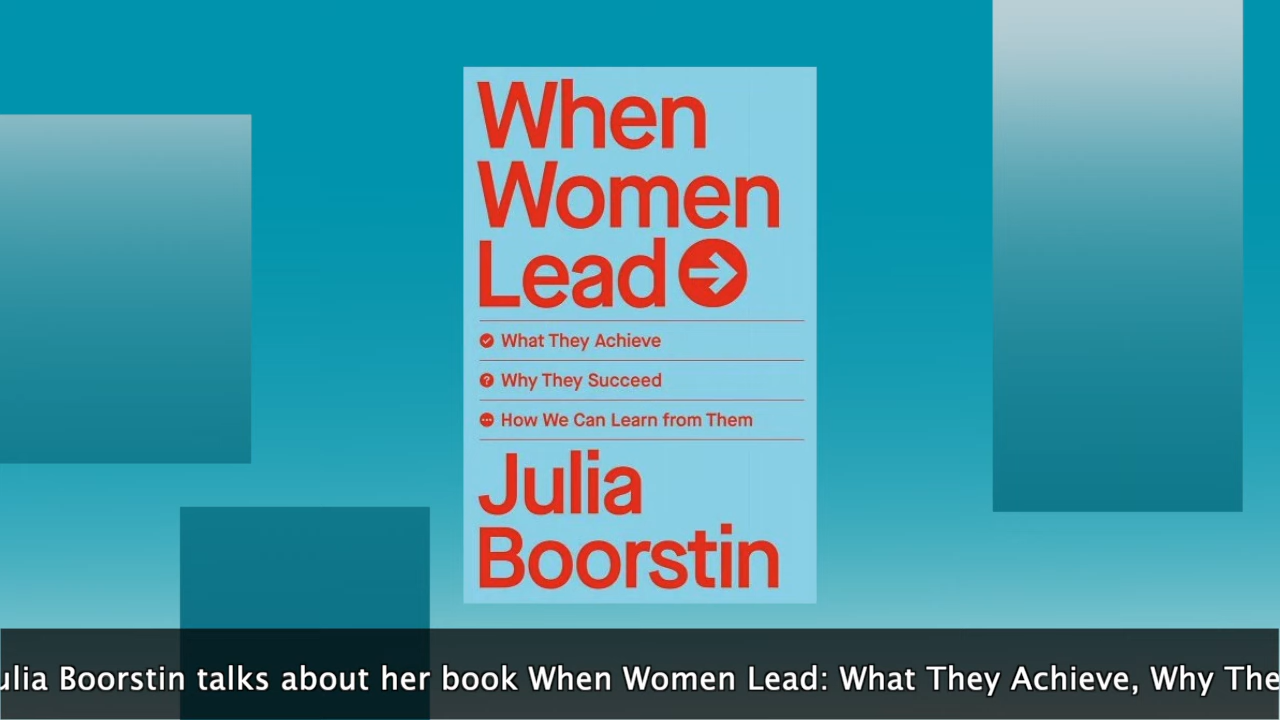 When
Women
Lead
What They Achieve
Why They Succeed
How We Can Learn from Them
Julia
Boorstin
ulia Boorstin talks about her book When Women Lead: What They Achieve, Why The